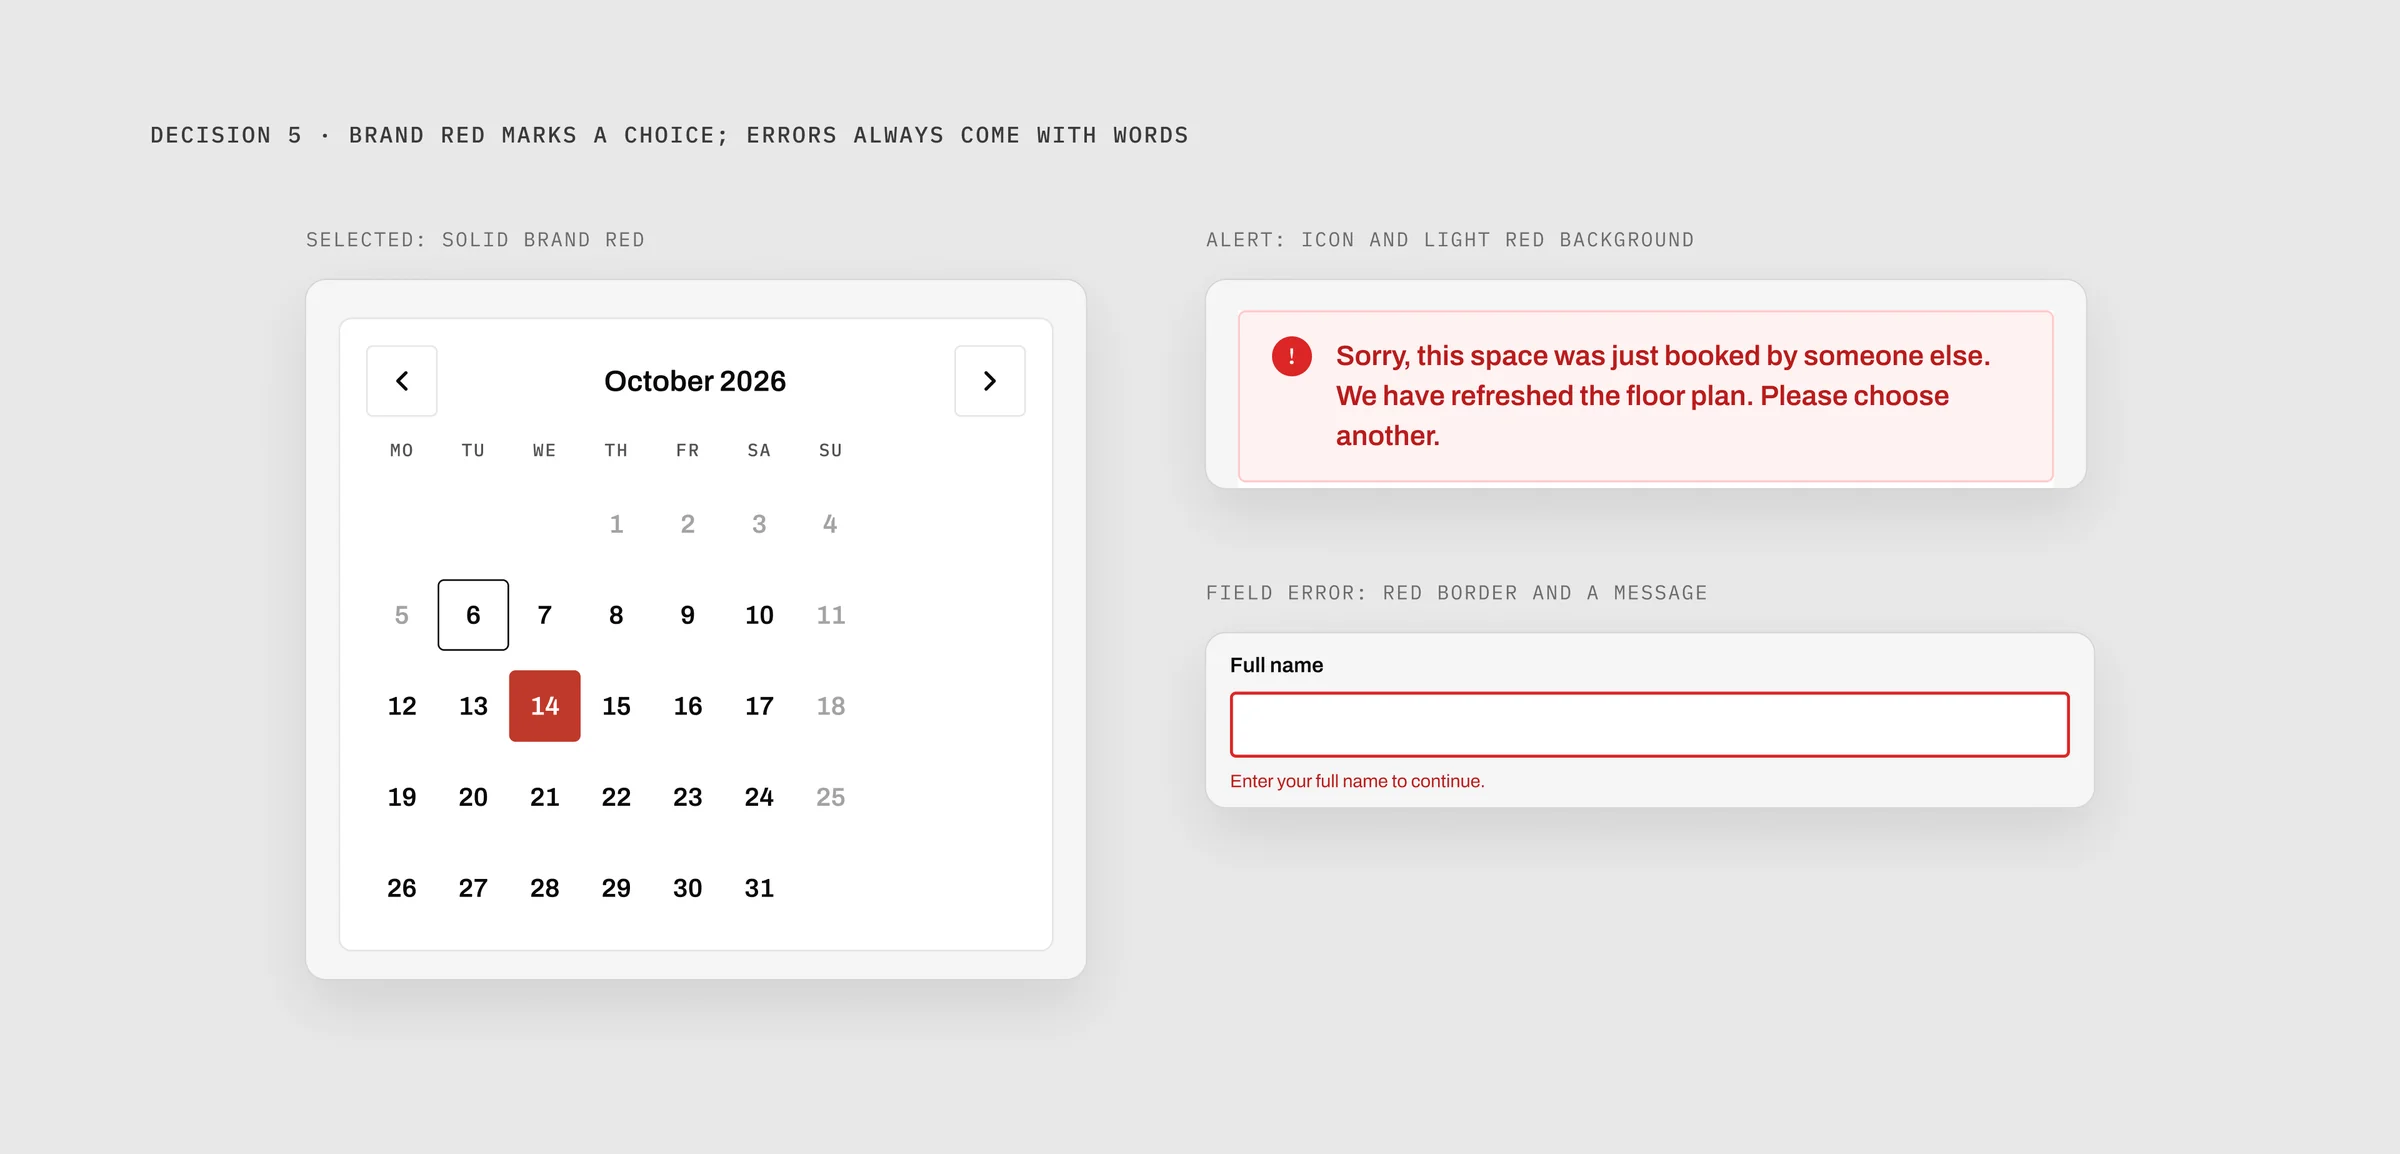 DECISION 5 · BRAND RED MARKS A CHOICE; ERRORS ALWAYS COME WITH WORDS
SELECTED: SOLID BRAND RED
October 2026
MO TU WE TH FR SA SU
1 2 3 4
5 6 7 8 9 10 11
12 13 14 15 16 17 18
19 20 21 22 23 24 25
26 27 28 29 30 31
ALERT: ICON AND LIGHT RED BACKGROUND
! Sorry, this space was just booked by someone else.
We have refreshed the floor plan. Please choose
another.
FIELD ERROR: RED BORDER AND A MESSAGE
Full name
Enter your full name to continue.